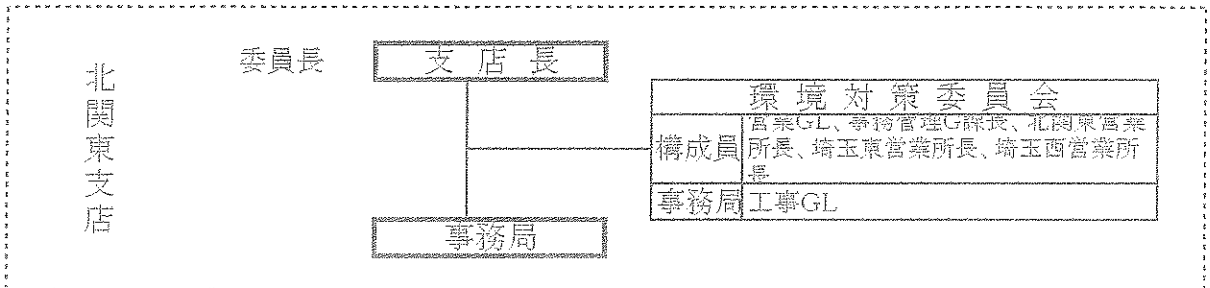 北関東支店
委員長
支店長
環境対策委員会
構成員
営業GL、事務管理G課長、北関東営業
所長、埼玉東営業所長、埼玉西営業所
長
事務局
工事GL
事務局